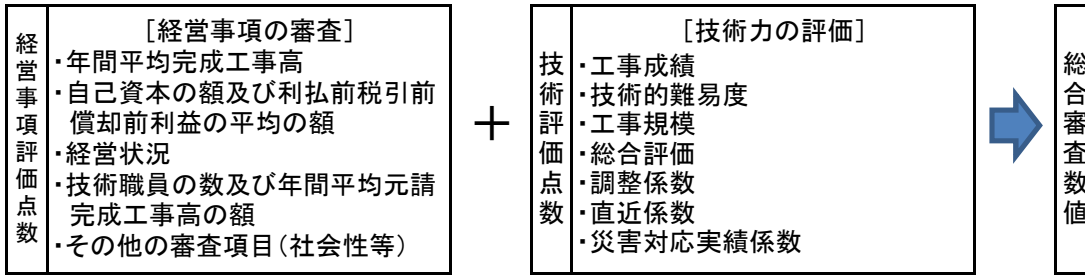 経営事項評価点数
［経営事項の審査］
・年間平均完成工事高
・自己資本の額及び利払前税引前
償却前利益の平均の額
・経営状況
・技術職員の数及び年間平均元請
完成工事高の額
・その他の審査項目（社会性等）
＋
技術評価点数
［技術力の評価］
・工事成績
・技術的難易度
・工事規模
・総合評価
・調整係数
・直近係数
・災害対応実績係数
総合審査数値